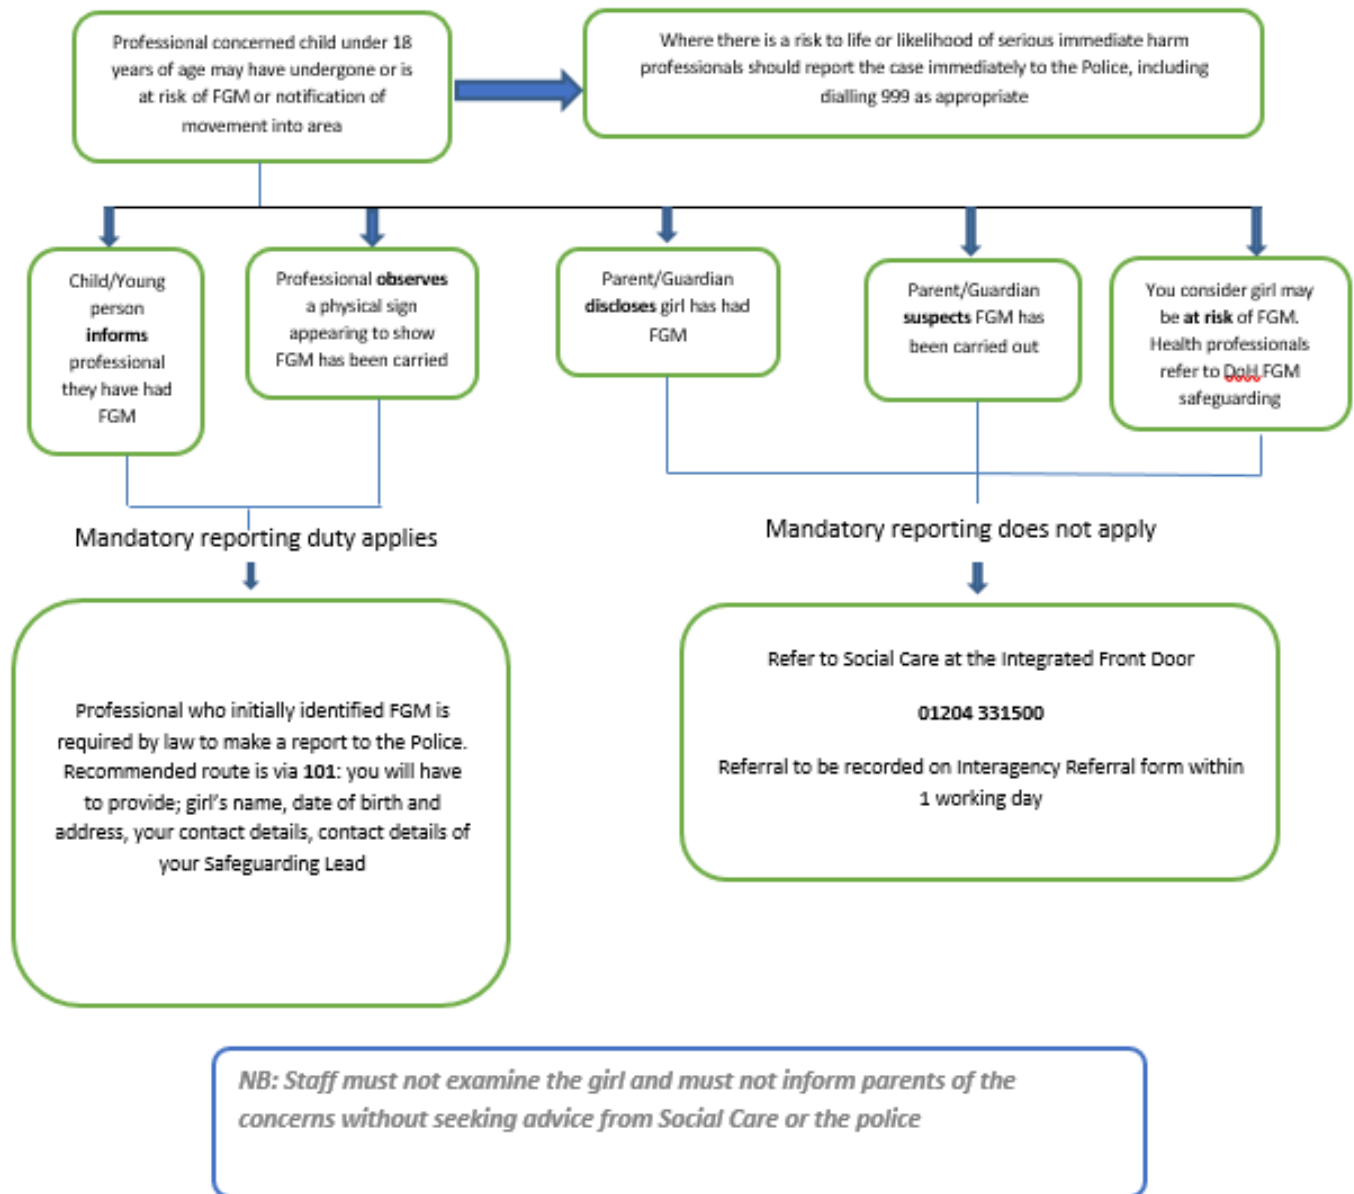 Professional concerned child under 18
years of age may have undergone or is
at risk of FGM or notification of
movement into area
Where there is a risk to life or likelihood of serious immediate harm
professionals should report the case immediately to the Police, including
dialling 999 as appropriate
Child/Young
person
informs
professional
they have had
FGM
Professional observes
a physical sign
appearing to show
FGM has been carried
Parent/Guardian
discloses girl has had
FGM
Parent/Guardian
suspects FGM has
been carried out
You consider girl may
be at risk of FGM.
Health professionals
refer to DoH FGM
safeguarding
Mandatory reporting duty applies
Mandatory reporting does not apply
Professional who initially identified FGM is
required by law to make a report to the Police.
Recommended route is via 101: you will have
to provide; girl's name, date of birth and
address, your contact details, contact details of
your Safeguarding Lead
Refer to Social Care at the Integrated Front Door
01204 331500
Referral to be recorded on Interagency Referral form within
1 working day
NB: Staff must not examine the girl and must not inform parents of the
concerns without seeking advice from Social Care or the police